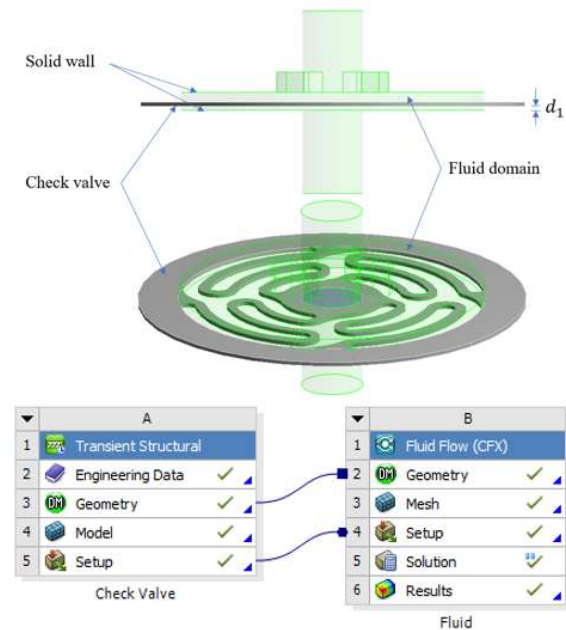 Solid wall
d₁
Check valve
Fluid domain
A
1 Transient Structural
2 Engineering Data
3 Geometry
4 Model
5 Setup
Check Valve
B
1 Fluid Flow (CFX)
2 Geometry
3 Mesh
4 Setup
5 Solution
6 Results
Fluid